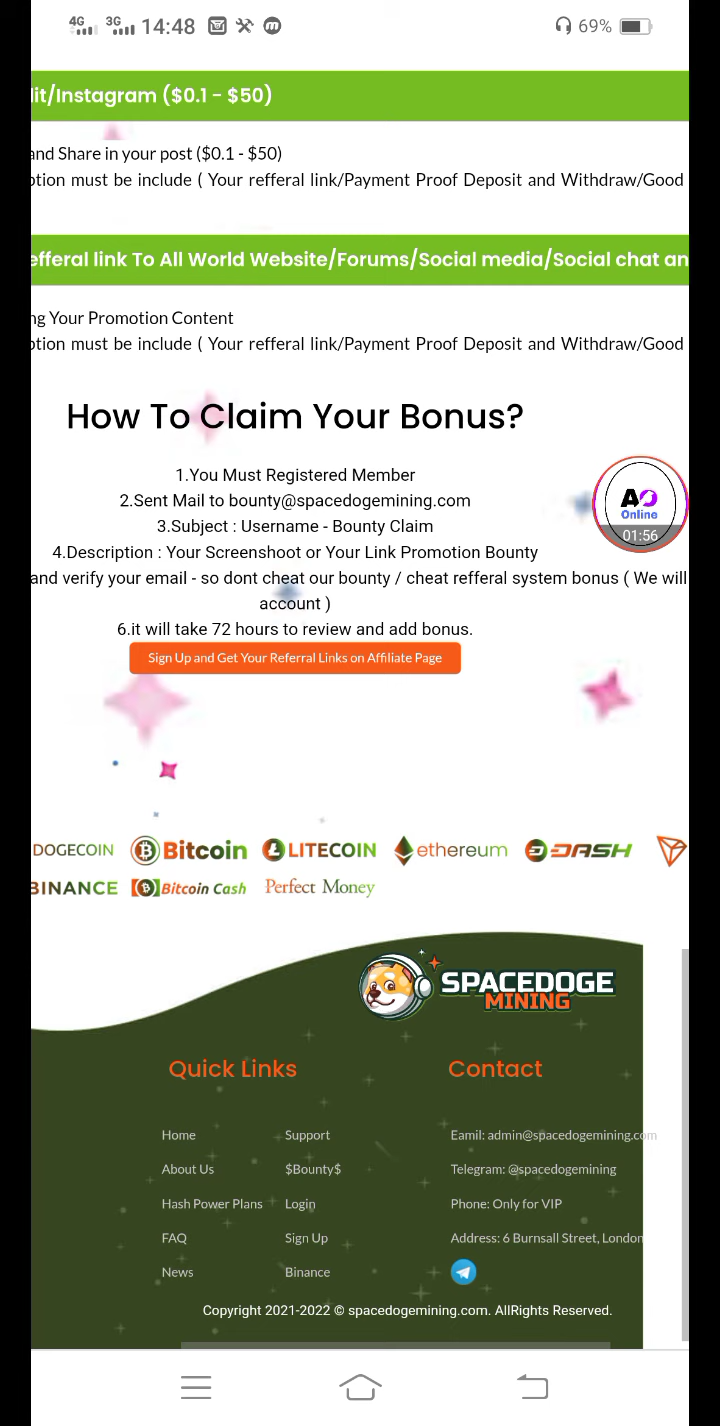 4G 3G 14:48 69%
lit/Instagram ($0.1 - $50)
and Share in your post ($0.1 - $50)
ption must be include ( Your refferal link/Payment Proof Deposit and Withdraw/Good
efferal link To All World Website/Forums/Social media/Social chat an
ng Your Promotion Content
ption must be include ( Your refferal link/Payment Proof Deposit and Withdraw/Good
How To Claim Your Bonus?
1.You Must Registered Member
2.Sent Mail to bounty@spacedogemining.com
3.Subject : Username - Bounty Claim
AO
Online
01:56
4.Description : Your Screenshoot or Your Link Promotion Bounty
and verify your email - so dont cheat our bounty / cheat refferal system bonus ( We will
account )
6.it will take 72 hours to review and add bonus.
Sign Up and Get Your Referral Links on Affiliate Page
DOGECOIN Bitcoin LITECOIN ethereum DASH
BINANCE Bitcoin Cash Perfect Money
SPACEDOGE
MINING
Quick Links Contact
Home Support Eamil: admin@spacedogemining.com
About Us $Bounty$ Telegram: @spacedogemining
Hash Power Plans Login Phone: Only for VIP
FAQ Sign Up Address: 6 Burnsall Street, London
News Binance
Copyright 2021-2022 © spacedogemining.com. AllRights Reserved.